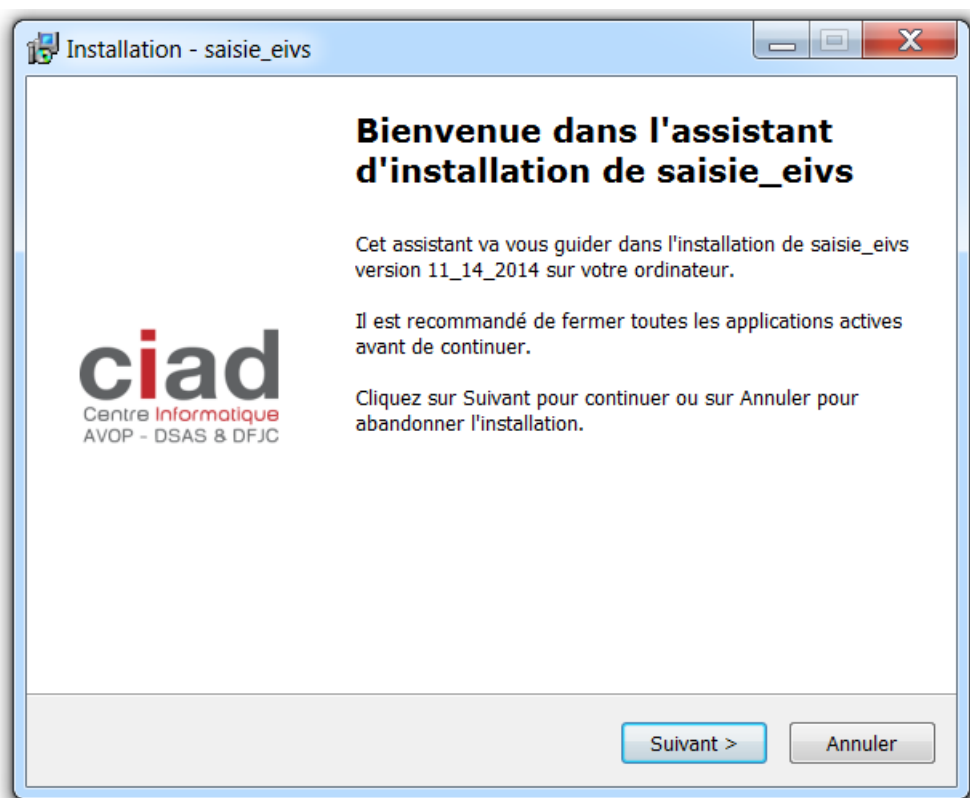 Installation - saisie_eivs
Bienvenue dans l'assistant
d'installation de saisie_eivs
Cet assistant va vous guider dans l'installation de saisie_eivs
version 11_14_2014 sur votre ordinateur.
Il est recommandé de fermer toutes les applications actives
avant de continuer.
Cliquez sur Suivant pour continuer ou sur Annuler pour
abandonner l'installation.
ciad
Centre Informatique
AVOP - DSAS & DFJC
Suivant >
Annuler